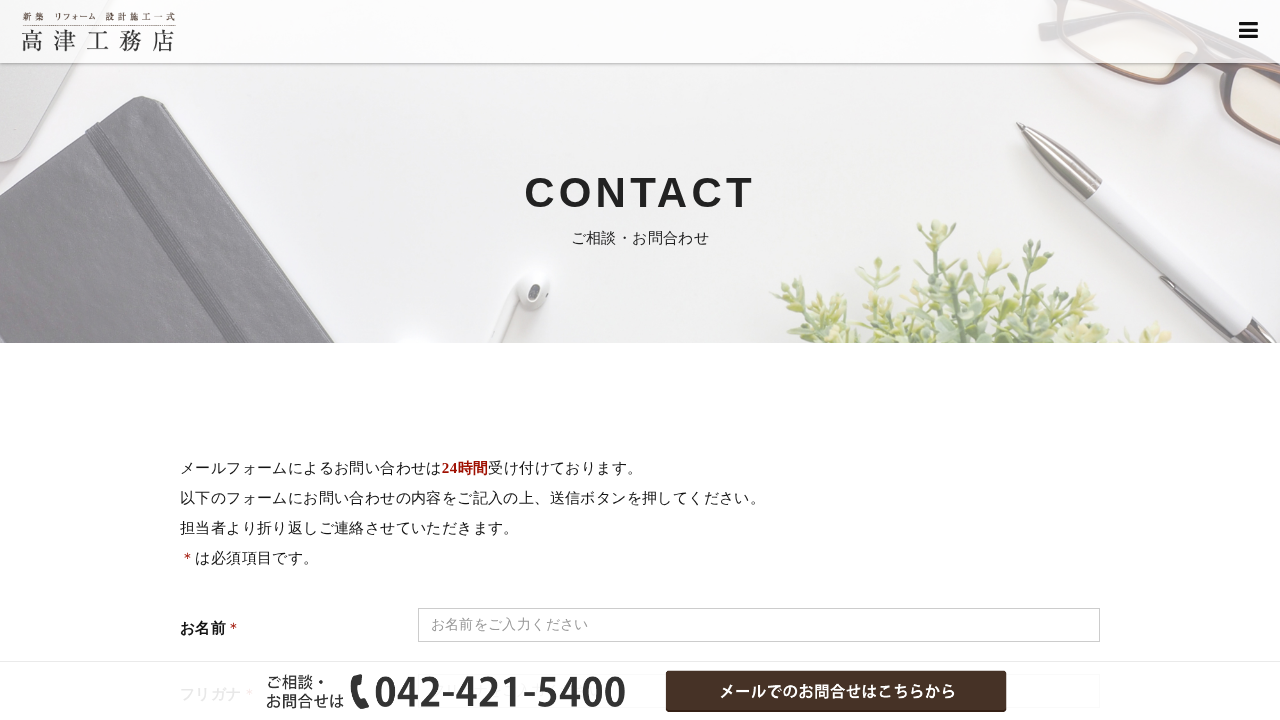 新築 リフォーム 設計施工一式
高津工務店
CONTACT
ご相談・お問合わせ
メールフォームによるお問い合わせは24時間受け付けております。
以下のフォームにお問い合わせの内容をご記入の上、送信ボタンを押してください。
担当者より折り返しご連絡させていただきます。
＊は必須項目です。
お名前＊
お名前をご入力ください
フリガナ＊
ご相談・
お問合せは
042-421-5400
メールでのお問合せはこちらから